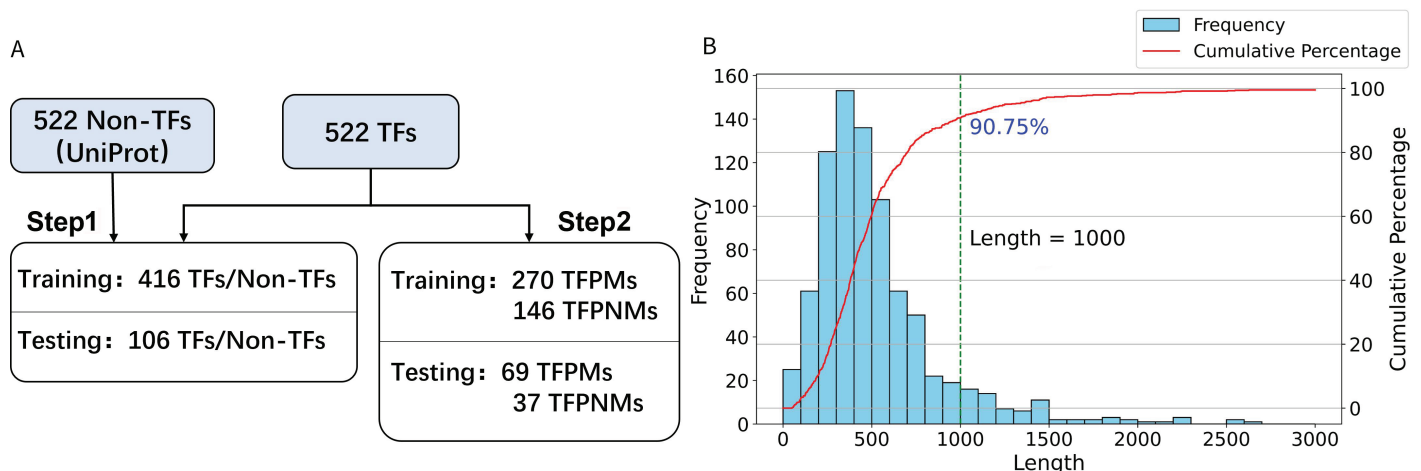 A
522 Non-TFs
(UniProt)
522 TFs
Step1
Step2
Training: 416 TFs/Non-TFs
Testing: 106 TFs/Non-TFs
Training: 270 TFPMs
146 TFPNMs
Testing: 69 TFPMs
37 TFPNMs
B
Frequency
Cumulative Percentage
160
140
120
100
80
60
40
20
0
Frequency
90.75%
Length = 1000
100
80
60
40
20
0
Cumulative Percentage
0 500 1000 1500 2000 2500 3000
Length